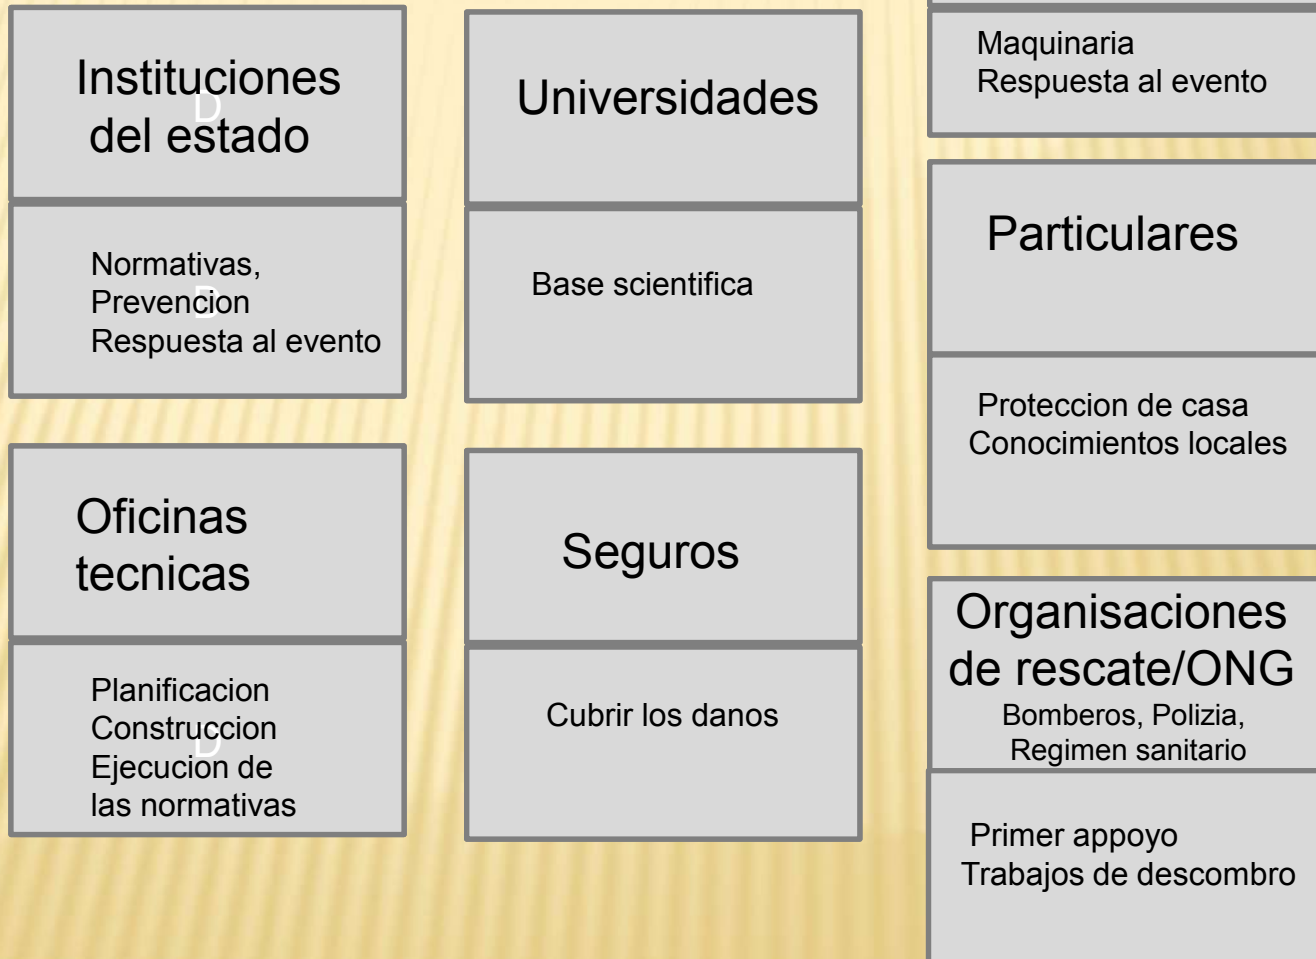 Instituciones
del estado
D
Normativas,
Prevencion
Respuesta al evento
D
Universidades
Base scientifica
Maquinaria
Respuesta al evento
Particulares
Proteccion de casa
Conocimientos locales
Oficinas
tecnicas
Planificacion
Construccion
Ejecucion de
las normativas
D
Seguros
Cubrir los danos
Organisaciones
de rescate/ONG
Bomberos, Polizia,
Regimen sanitario
Primer appoyo
Trabajos de descombro